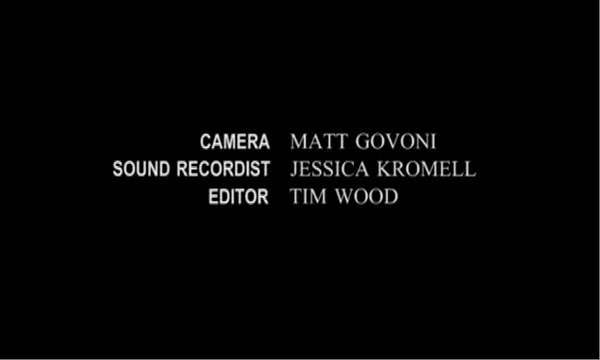 CAMERA MATT GOVONI
SOUND RECORDIST JESSICA KROMELL
EDITOR TIM WOOD